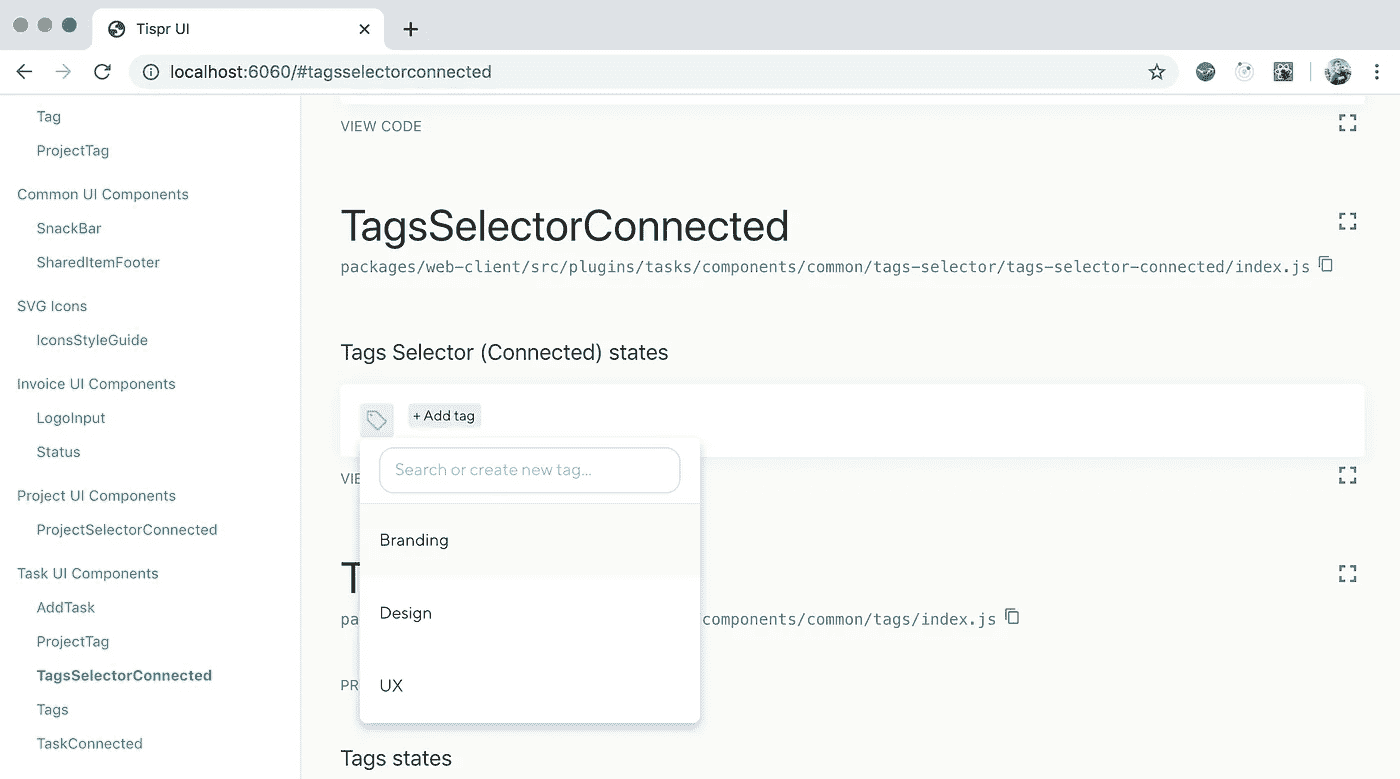 Tispr UI
localhost:6060/#tagsselectorconnected
Tag
ProjectTag
Common UI Components
SnackBar
SharedItemFooter
SVG Icons
IconsStyleGuide
Invoice UI Components
LogoInput
Status
Project UI Components
ProjectSelectorConnected
Task UI Components
AddTask
ProjectTag
TagsSelectorConnected
Tags
TaskConnected
VIEW CODE
TagsSelectorConnected
packages/web-client/src/plugins/tasks/components/common/tags-selector/tags-selector-connected/index.js
Tags Selector (Connected) states
+ Add tag
Search or create new tag...
Branding
Design
UX
components/common/tags/index.js
Tags states